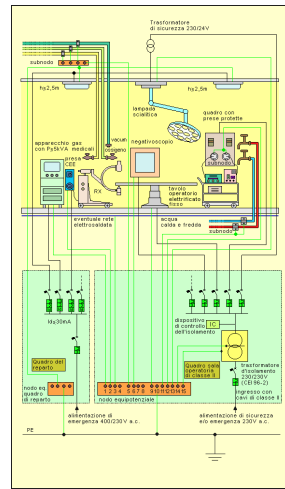 Trasformatore
di sicurezza 230/24V
subnodo
h≥2,5m
h≥2,5m
lampada
scialitica
quadro con
prese protette
vacum
ossigeno
negativoscopio
apparecchio gas
con P≥5kVA medicali
presa
CEE
subnodo
RX
tavolo
operatorio
elettrificato
fisso
eventuale rete
elettrosaldata
acqua
calda e fredda
subnodo
Id≤30mA
dispositivo
di controllo
dell'isolamento
IC
Quadro del
reparto
Quadro sala
operatoria
di classe II
trasformat.
d'isolamento
230/230V
(CEI 96-2)
nodo eq.
quadro
di reparto
1 2 3 4 5 6 7 8 9 10 11 12 13 14 15
nodo equipotenziale
ingresso con
cavi di classe II
alimentazione di
emergenza 400/230V a.c.
alimentazione di sicurezza
e/o emergenza 230V a.c.
PE